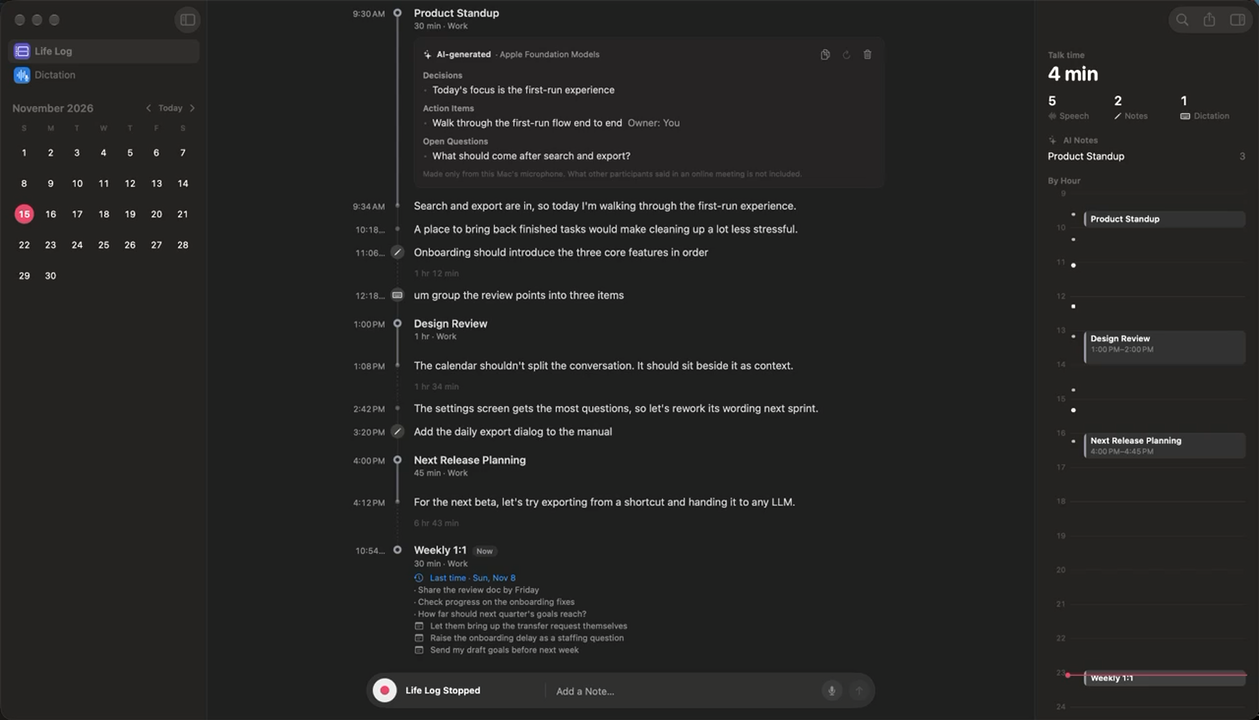 Life Log
Dictation
November 2026
Today
S M T W T F S
1 2 3 4 5 6 7
8 9 10 11 12 13 14
15 16 17 18 19 20 21
22 23 24 25 26 27 28
29 30
9:30 AM Product Standup
30 min · Work
AI-generated · Apple Foundation Models
Decisions
· Today's focus is the first-run experience
Action Items
· Walk through the first-run flow end to end Owner: You
Open Questions
· What should come after search and export?
Made only from this Mac's microphone. What other participants said in an online meeting is not included.
9:34 AM Search and export are in, so today I'm walking through the first-run experience.
10:18... A place to bring back finished tasks would make cleaning up a lot less stressful.
11:06... Onboarding should introduce the three core features in order
1 hr 12 min
12:18... um group the review points into three items
1:00 PM Design Review
1 hr · Work
1:08 PM The calendar shouldn't split the conversation. It should sit beside it as context.
1 hr 34 min
2:42 PM The settings screen gets the most questions, so let's rework its wording next sprint.
3:20 PM Add the daily export dialog to the manual
4:00 PM Next Release Planning
45 min · Work
4:12 PM For the next beta, let's try exporting from a shortcut and handing it to any LLM.
6 hr 43 min
10:54... Weekly 1:1 Now
30 min · Work
Last time · Sun, Nov 8
· Share the review doc by Friday
· Check progress on the onboarding fixes
· How far should next quarter's goals reach?
Let them bring up the transfer request themselves
Raise the onboarding delay as a staffing question
Send my draft goals before next week
Life Log Stopped
Add a Note...
Talk time
4 min
5 2 1
Speech Notes Dictation
AI Notes
Product Standup 3
By Hour
9
Product Standup
10
11
12
13
Design Review
1:00 PM–2:00 PM
14
15
16
Next Release Planning
4:00 PM–4:45 PM
17
18
19
20
21
22
23
Weekly 1:1
24